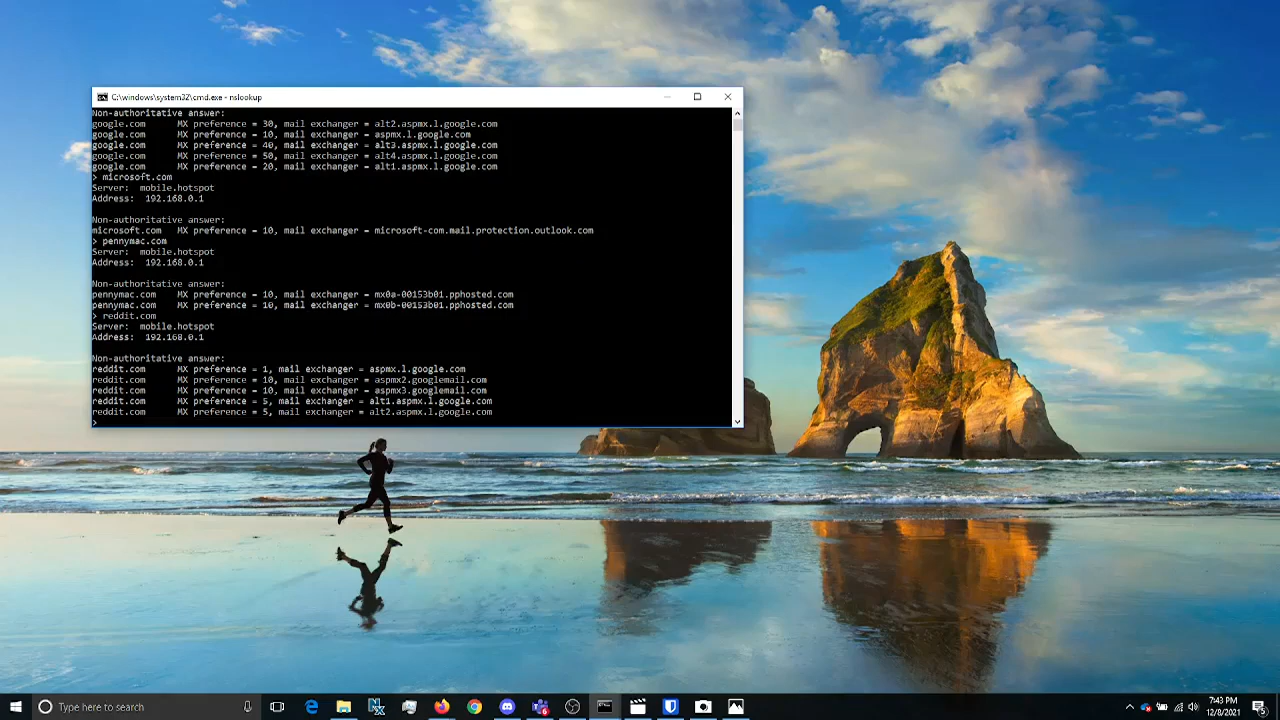 C:\windows\system32\cmd.exe - nslookup
Non-authoritative answer:
google.com MX preference = 30, mail exchanger = alt2.aspmx.l.google.com
google.com MX preference = 10, mail exchanger = aspmx.l.google.com
google.com MX preference = 40, mail exchanger = alt3.aspmx.l.google.com
google.com MX preference = 50, mail exchanger = alt4.aspmx.l.google.com
google.com MX preference = 20, mail exchanger = alt1.aspmx.l.google.com
> microsoft.com
Server: mobile.hotspot
Address: 192.168.0.1
Non-authoritative answer:
microsoft.com MX preference = 10, mail exchanger = microsoft-com.mail.protection.outlook.com
> pennymac.com
Server: mobile.hotspot
Address: 192.168.0.1
Non-authoritative answer:
pennymac.com MX preference = 10, mail exchanger = mx0a-00153b01.pphosted.com
pennymac.com MX preference = 10, mail exchanger = mx0b-00153b01.pphosted.com
> reddit.com
Server: mobile.hotspot
Address: 192.168.0.1
Non-authoritative answer:
reddit.com MX preference = 1, mail exchanger = aspmx.l.google.com
reddit.com MX preference = 10, mail exchanger = aspmx2.googlemail.com
reddit.com MX preference = 10, mail exchanger = aspmx3.googlemail.com
reddit.com MX preference = 5, mail exchanger = alt1.aspmx.l.google.com
reddit.com MX preference = 5, mail exchanger = alt2.aspmx.l.google.com
>
Type here to search
7:43 PM
12/8/2021